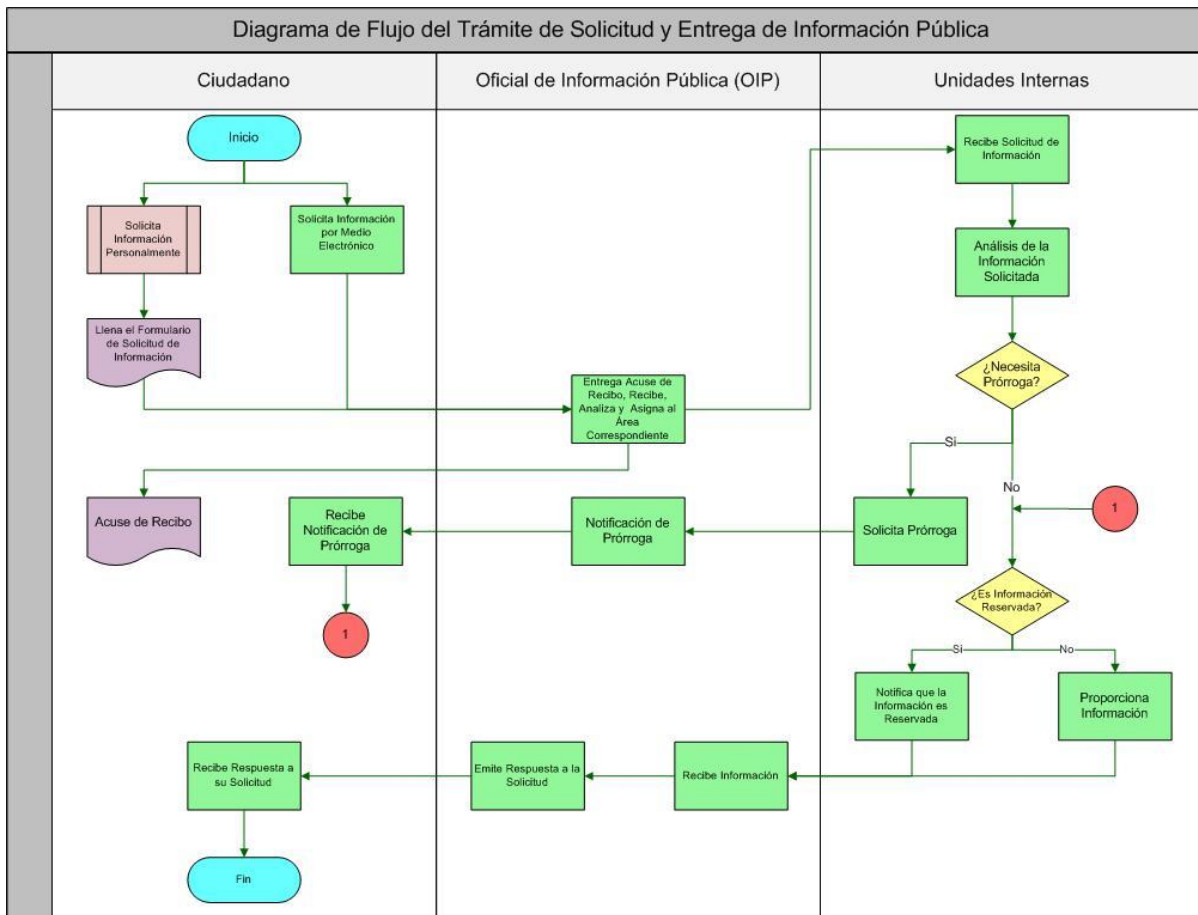 Diagrama de Flujo del Trámite de Solicitud y Entrega de Información Pública
Ciudadano
Oficial de Información Pública (OIP)
Unidades Internas
Inicio
Recibe Solicitud de
Información
Solicita
Información
Personalmente
Solicita Información
por Medio
Electrónico
Análisis de la
Información
Solicitada
Llena el Formulario
de Solicitud de
Información
¿Necesita
Prórroga?
Entrega Acuse de
Recibo, Recibe,
Analiza y Asigna al
Área
Correspondiente
Si
No
Acuse de Recibo
Recibe
Notificación de
Prórroga
Notificación de
Prórroga
Solicita Prórroga
1
¿Es Información
Reservada?
1
Si
No
Notifica que la
Información es
Reservada
Proporciona
Información
Recibe Respuesta a
su Solicitud
Emite Respuesta a la
Solicitud
Recibe Información
Fin